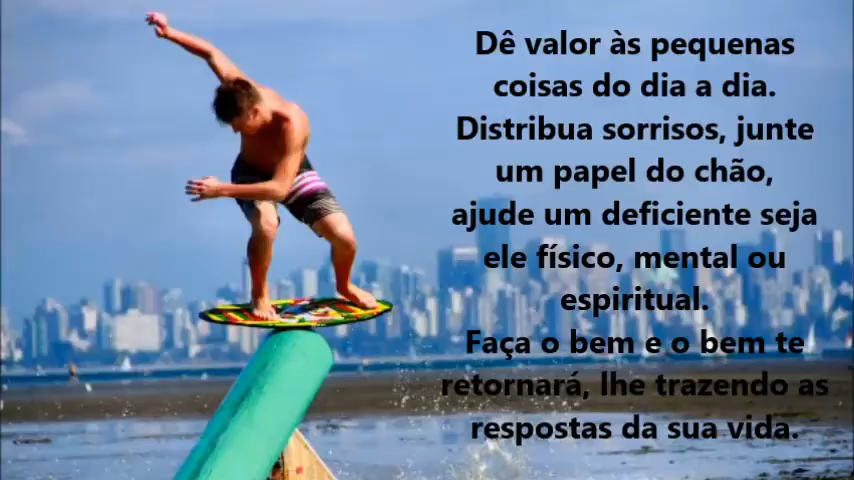 Dê valor às pequenas
coisas do dia a dia.
Distribua sorrisos, junte
um papel do chão,
ajude um deficiente seja
ele físico, mental ou
espiritual.
Faça o bem e o bem te
retornará, lhe trazendo as
respostas da sua vida.